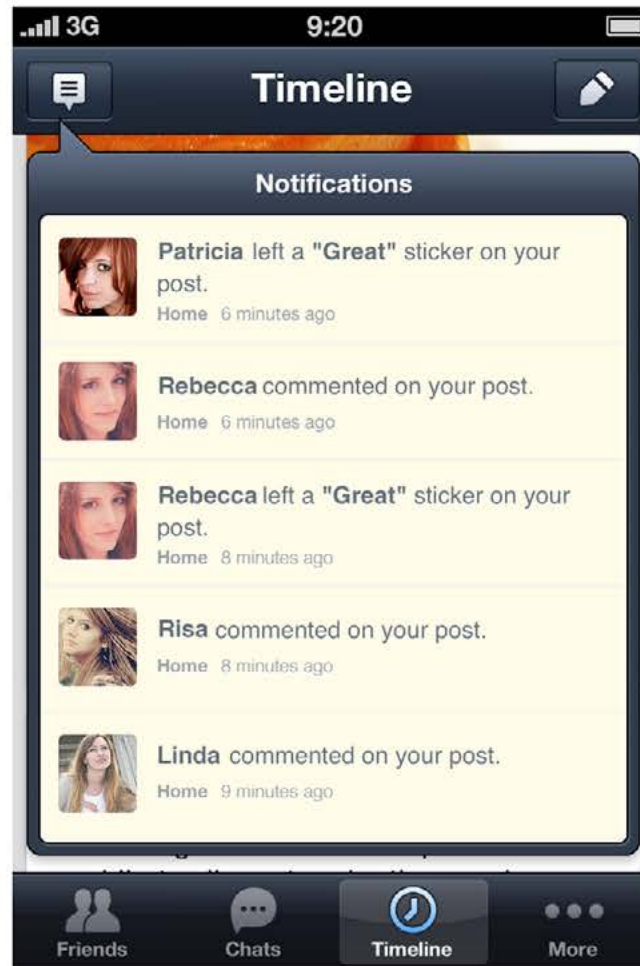 3G 9:20
Timeline
Notifications
Patricia left a "Great" sticker on your
post.
Home 6 minutes ago
Rebecca commented on your post.
Home 6 minutes ago
Rebecca left a "Great" sticker on your
post.
Home 8 minutes ago
Risa commented on your post.
Home 8 minutes ago
Linda commented on your post.
Home 9 minutes ago
Friends Chats Timeline More